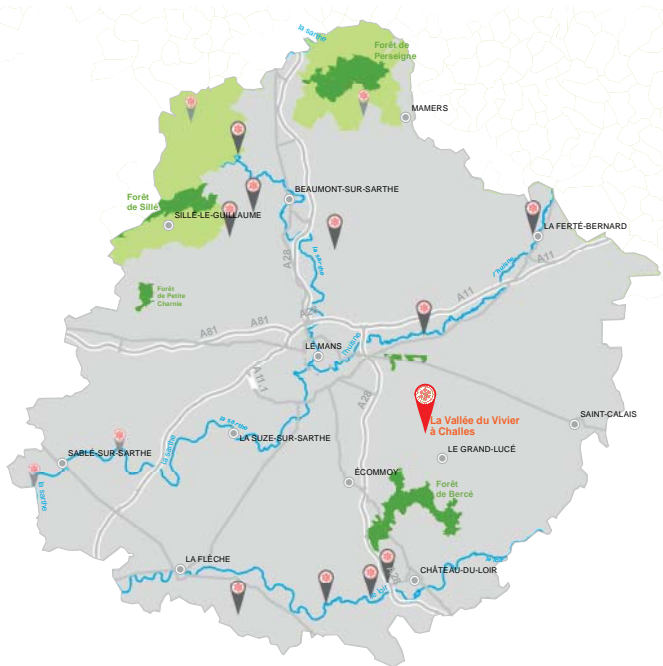 la sarthe
Forêt de
Perseigne
MAMERS
BEAUMONT-SUR-SARTHE
Forêt
de Sillé
SILLÉ-LE-GUILLAUME
LA FERTÉ-BERNARD
la sarthe
A28
l'huisne
A11
A11
Forêt
de Petite
Charnie
A81
A81
A28
LE MANS
l'huisne
A11-1
A28
La Vallée du Vivier
à Challes
SAINT-CALAIS
la sarthe
LA SUZE-SUR-SARTHE
la sarthe
SABLÉ-SUR-SARTHE
LE GRAND-LUCÉ
ÉCOMMOY
Forêt
de Bercé
la sarthe
LA FLÈCHE
CHÂTEAU-DU-LOIR
A28
le loir